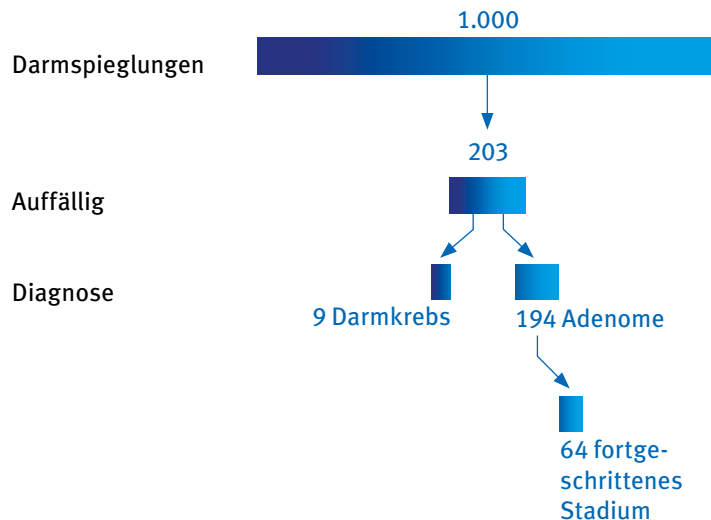 1.000
Darmspieglungen
203
Auffällig
Diagnose
9 Darmkrebs
194 Adenome
64 fortge-
schrittenes
Stadium